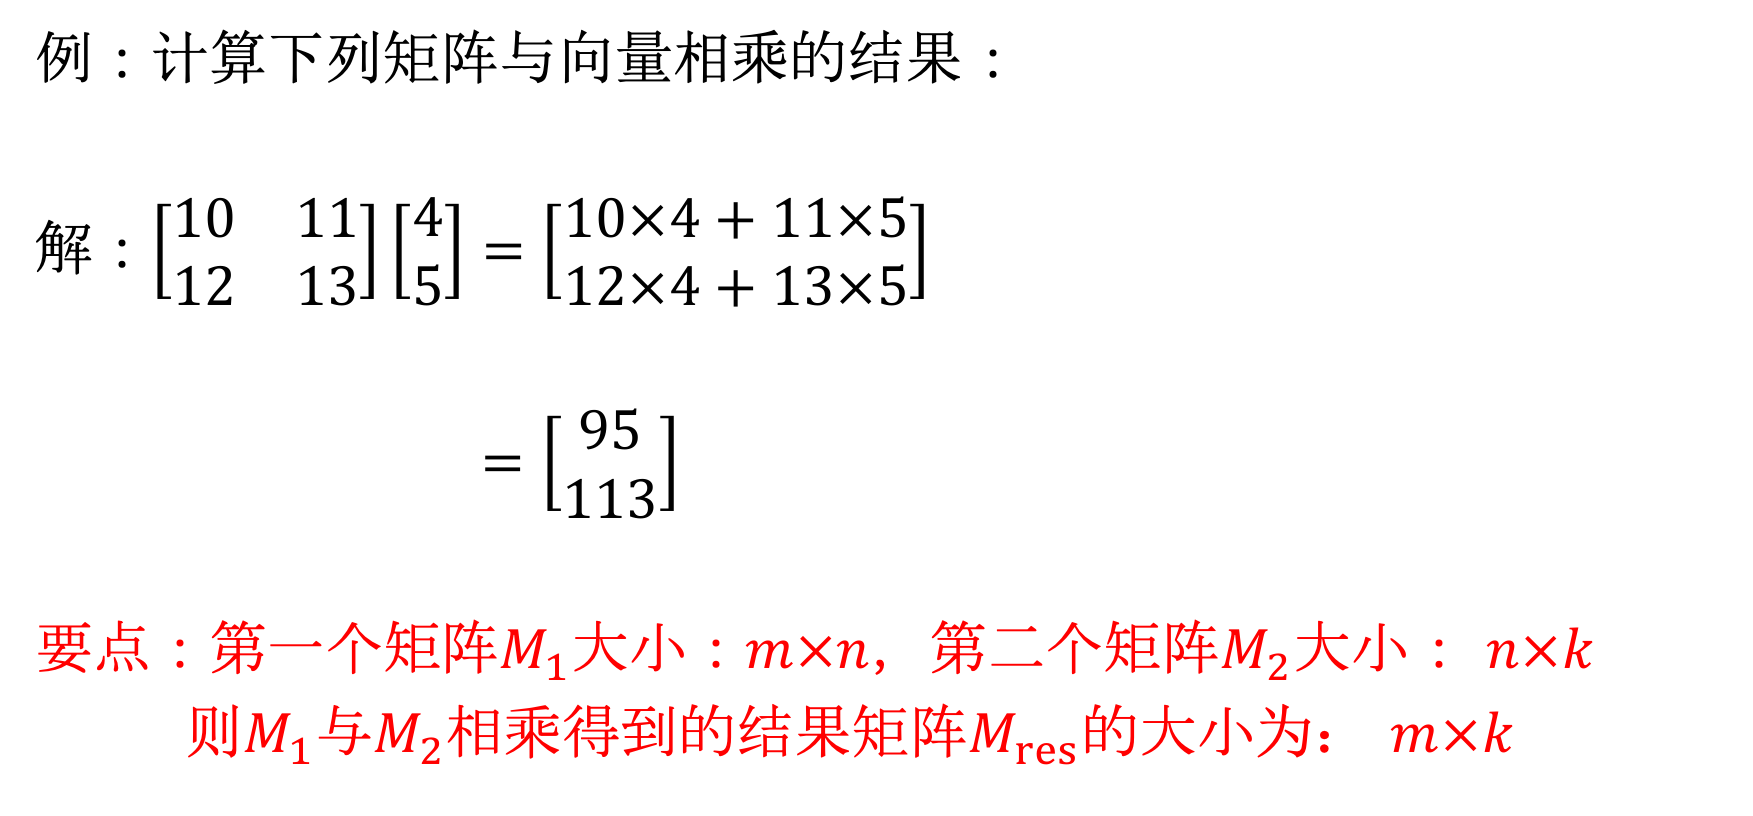 例：计算下列矩阵与向量相乘的结果：
解：[10 11; 12 13][4; 5] = [10×4 + 11×5; 12×4 + 13×5]
= [95; 113]
要点：第一个矩阵M₁大小：m×n，第二个矩阵M₂大小： n×k
则M₁与M₂相乘得到的结果矩阵M_res的大小为： m×k